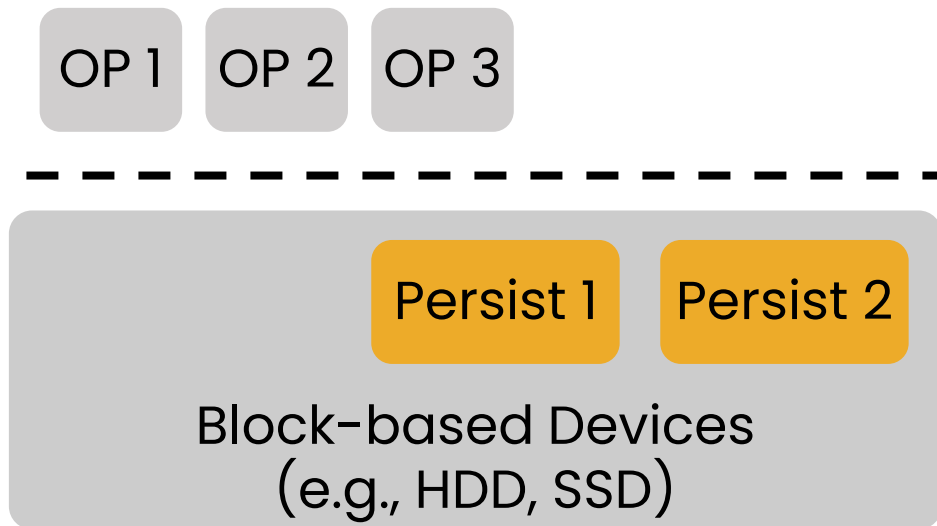 OP 1 OP 2 OP 3
Persist 1 Persist 2
Block-based Devices
(e.g., HDD, SSD)